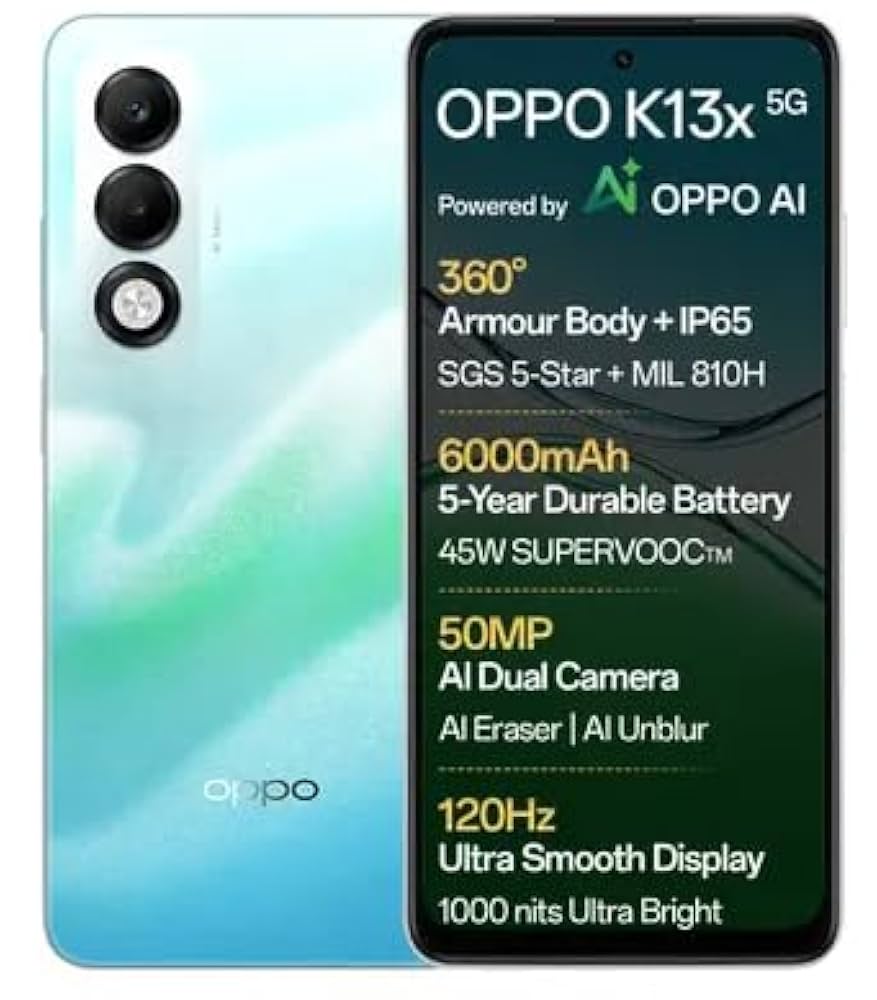 OPPO K13x 5G
Powered by Ai OPPO AI
360°
Armour Body + IP65
SGS 5-Star + MIL 810H
6000mAh
5-Year Durable Battery
45W SUPERVOOC™
50MP
AI Dual Camera
AI Eraser | AI Unblur
120Hz
Ultra Smooth Display
1000 nits Ultra Bright
oppo